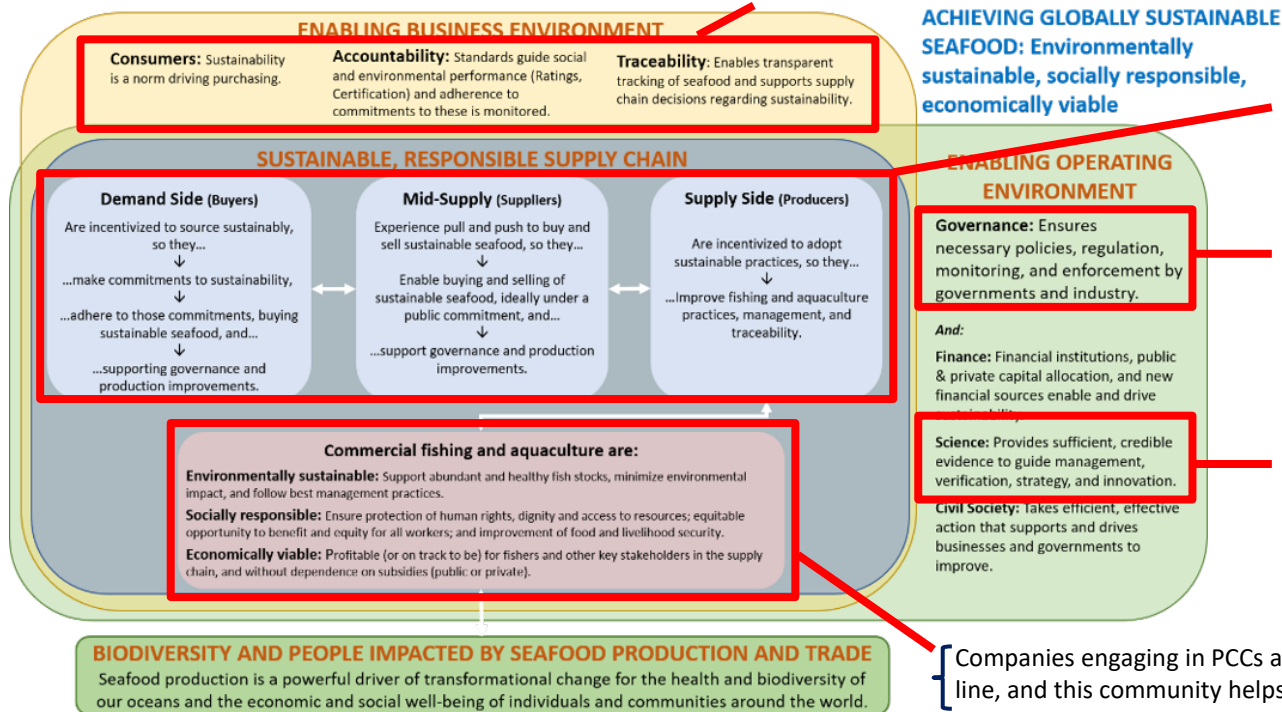 ENABLING BUSINESS ENVIRONMENT
Consumers: Sustainability
is a norm driving purchasing.
Accountability: Standards guide social
and environmental performance (Ratings,
Certification) and adherence to
commitments to these is monitored.
Traceability: Enables transparent
tracking of seafood and supports supply
chain decisions regarding sustainability.
ACHIEVING GLOBALLY SUSTAINABLE
SEAFOOD: Environmentally
sustainable, socially responsible,
economically viable
SUSTAINABLE, RESPONSIBLE SUPPLY CHAIN
Demand Side (Buyers)
Are incentivized to source sustainably,
so they...
↓
...make commitments to sustainability,
↓
...adhere to those commitments, buying
sustainable seafood, and...
↓
...supporting governance and
production improvements.
Mid-Supply (Suppliers)
Experience pull and push to buy and
sell sustainable seafood, so they...
↓
Enable buying and selling of
sustainable seafood, ideally under a
public commitment, and...
↓
...support governance and production
improvements.
Supply Side (Producers)
Are incentivized to adopt
sustainable practices, so they...
↓
...Improve fishing and aquaculture
practices, management, and
traceability.
ENABLING OPERATING
ENVIRONMENT
Governance: Ensures
necessary policies, regulation,
monitoring, and enforcement by
governments and industry.
And:
Finance: Financial institutions, public
& private capital allocation, and new
financial sources enable and drive
sustainability,
Science: Provides sufficient, credible
evidence to guide management,
verification, strategy, and innovation.
Civil Society: Takes efficient, effective
action that supports and drives
businesses and governments to
improve.
Commercial fishing and aquaculture are:
Environmentally sustainable: Support abundant and healthy fish stocks, minimize environmental
impact, and follow best management practices.
Socially responsible: Ensure protection of human rights, dignity and access to resources; equitable
opportunity to benefit and equity for all workers; and improvement of food and livelihood security.
Economically viable: Profitable (or on track to be) for fishers and other key stakeholders in the supply
chain, and without dependence on subsidies (public or private).
BIODIVERSITY AND PEOPLE IMPACTED BY SEAFOOD PRODUCTION AND TRADE
Seafood production is a powerful driver of transformational change for the health and biodiversity of
our oceans and the economic and social well-being of individuals and communities around the world.
Companies engaging in PCCs a
line, and this community helps